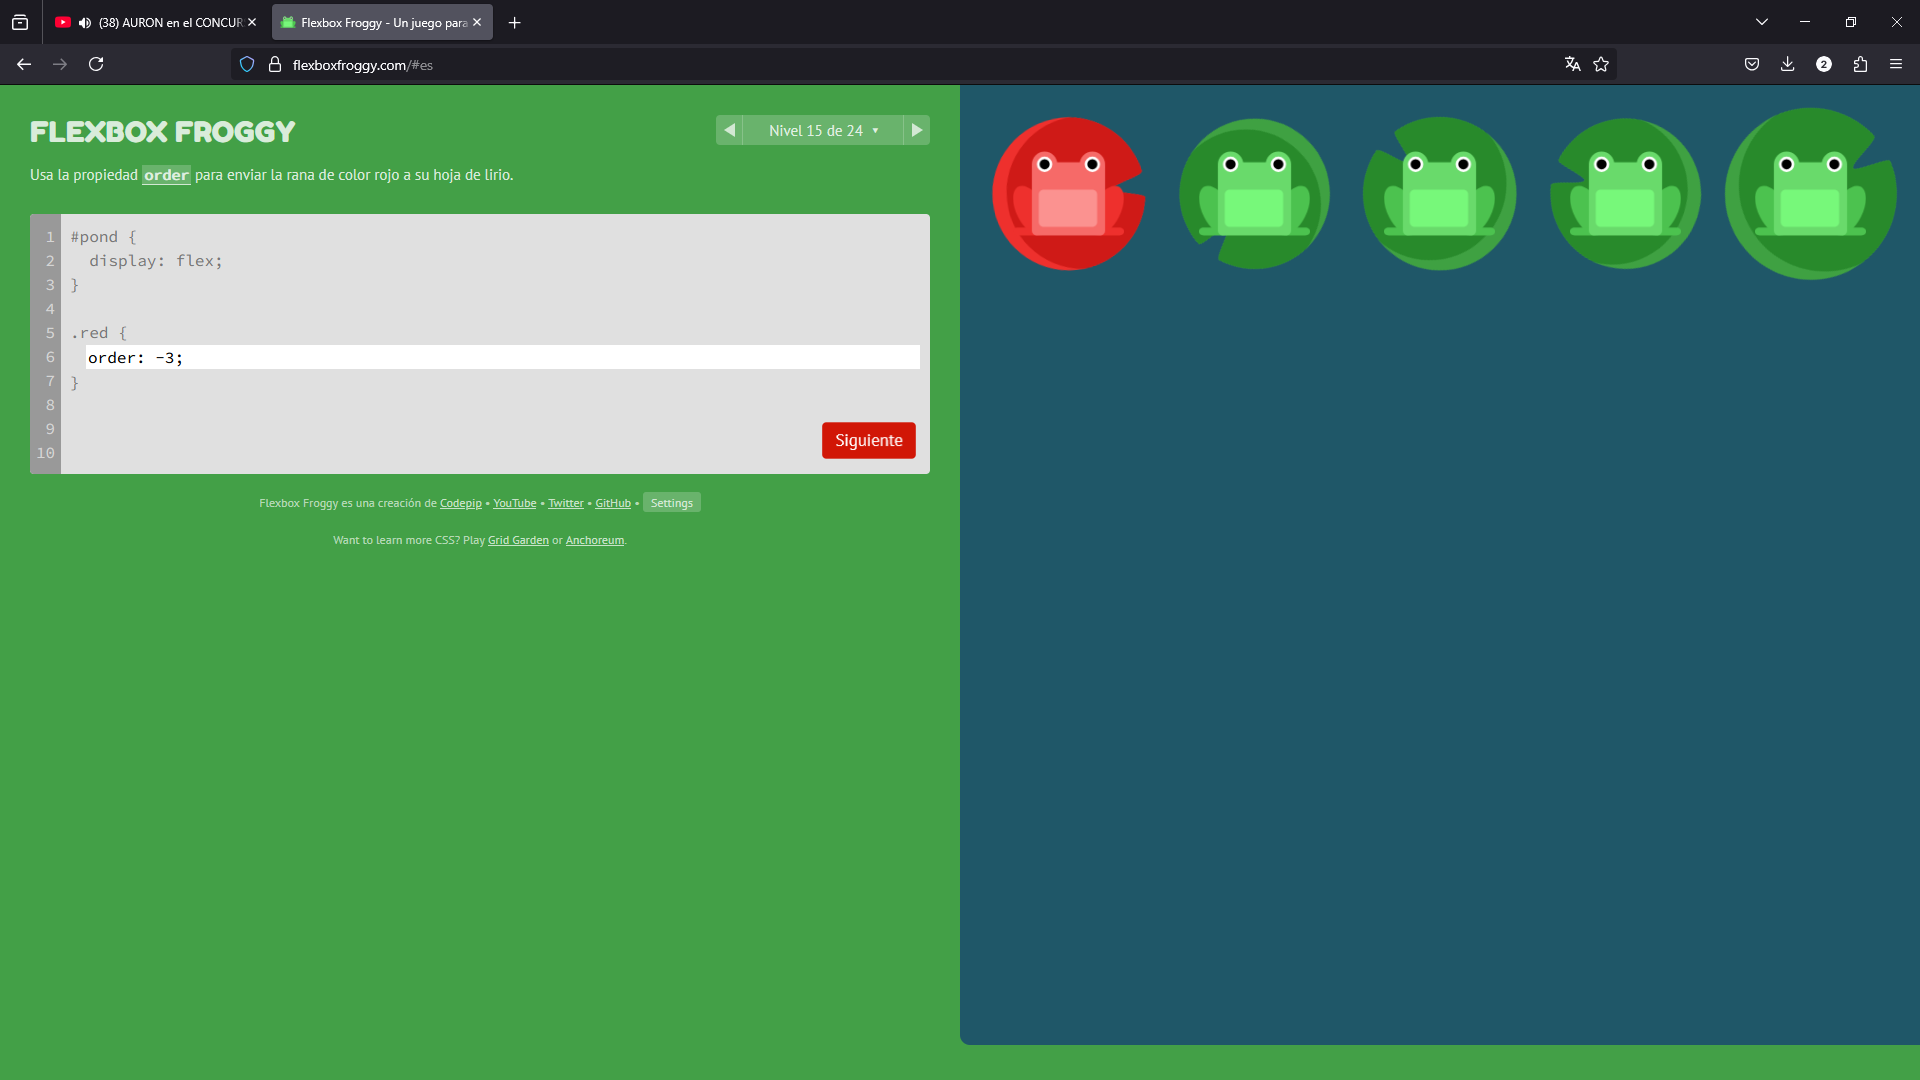 (38) AURON en el CONCUR
Flexbox Froggy - Un juego para
flexboxfroggy.com/#es
2
FLEXBOX FROGGY
Nivel 15 de 24 ▼
Usa la propiedad order para enviar la rana de color rojo a su hoja de lirio.
1 #pond {
2 display: flex;
3 }
4
5 .red {
6 order: -3;
7 }
8
9
10
Siguiente
Flexbox Froggy es una creación de Codepip • YouTube • Twitter • GitHub • Settings
Want to learn more CSS? Play Grid Garden or Anchoreum.